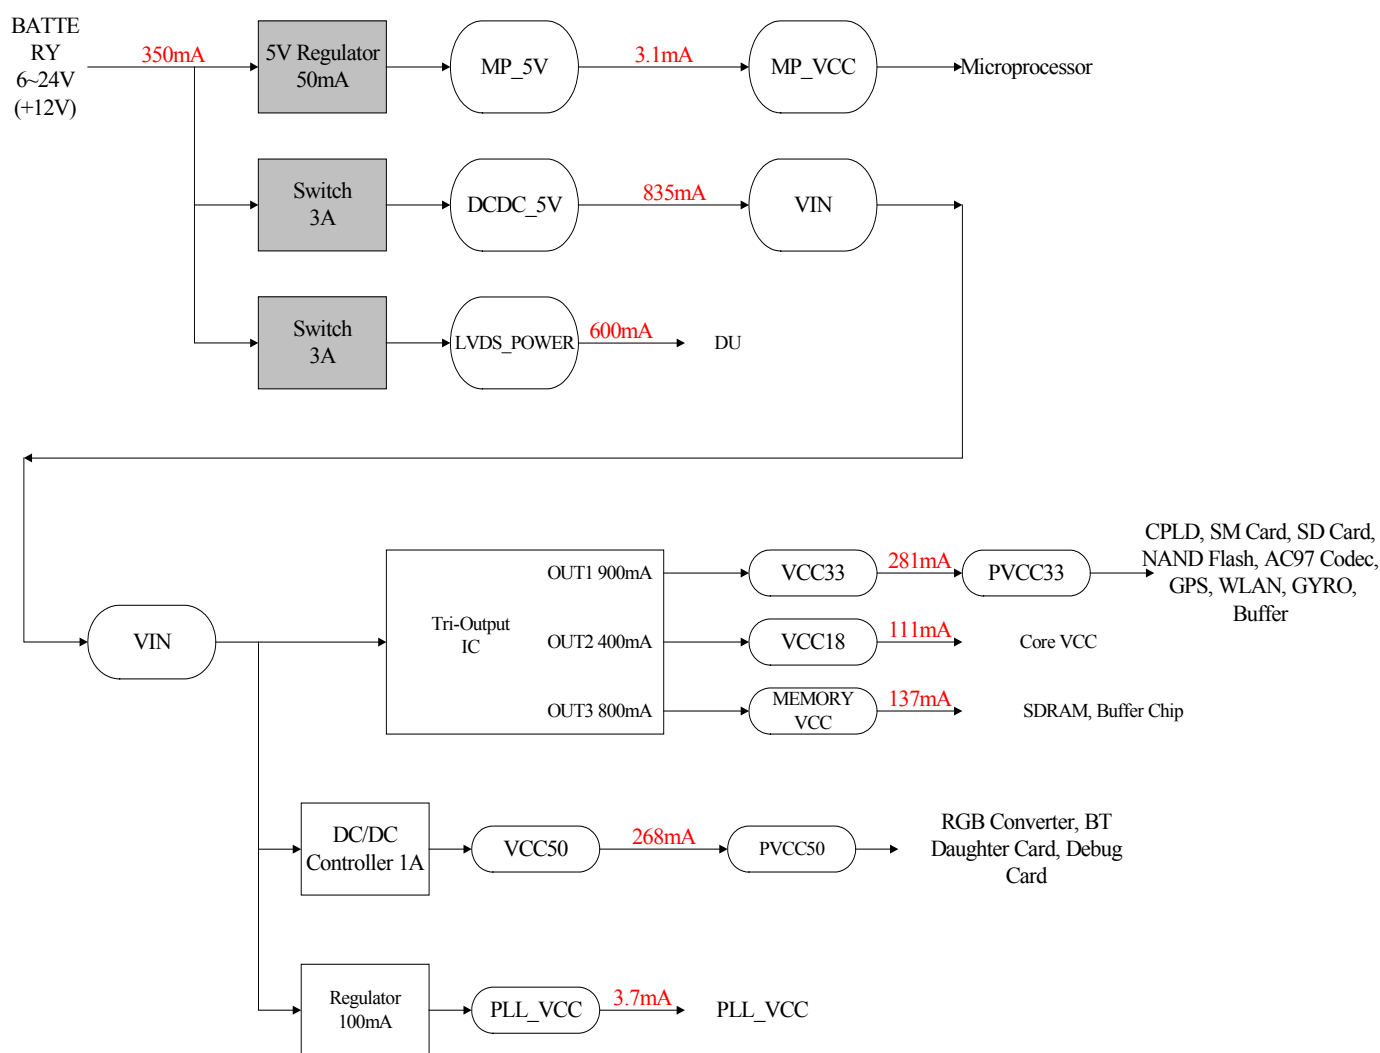 BATTE
RY
6~24V
(+12V)
350mA
5V Regulator
50mA
MP_5V
3.1mA
MP_VCC
Microprocessor
Switch
3A
DCDC_5V
835mA
VIN
Switch
3A
LVDS_POWER
600mA
DU
VIN
Tri-Output
IC
OUT1 900mA
VCC33
281mA
PVCC33
CPLD, SM Card, SD Card,
NAND Flash, AC97 Codec,
GPS, WLAN, GYRO,
Buffer
OUT2 400mA
VCC18
111mA
Core VCC
OUT3 800mA
MEMORY
VCC
137mA
SDRAM, Buffer Chip
DC/DC
Controller 1A
VCC50
268mA
PVCC50
RGB Converter, BT
Daughter Card, Debug
Card
Regulator
100mA
PLL_VCC
3.7mA
PLL_VCC